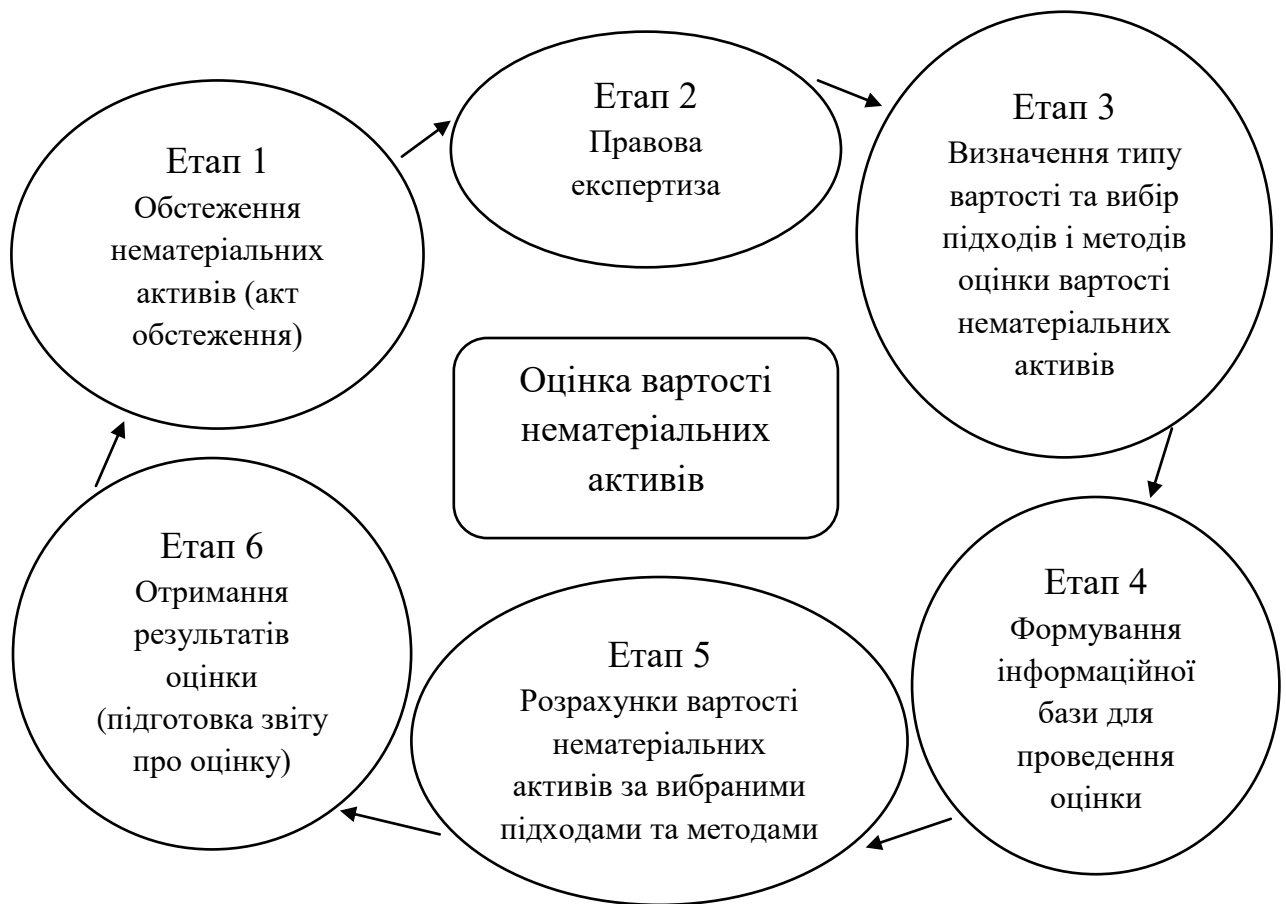 Етап 1
Обстеження
нематеріальних
активів (акт
обстеження)
Етап 2
Правова
експертиза
Етап 3
Визначення типу
вартості та вибір
підходів і методів
оцінки вартості
нематеріальних
активів
Оцінка вартості
нематеріальних
активів
Етап 4
Формування
інформаційної
бази для
проведення
оцінки
Етап 5
Розрахунки вартості
нематеріальних
активів за вибраними
підходами та методами
Етап 6
Отримання
результатів
оцінки
(підготовка звіту
про оцінку)